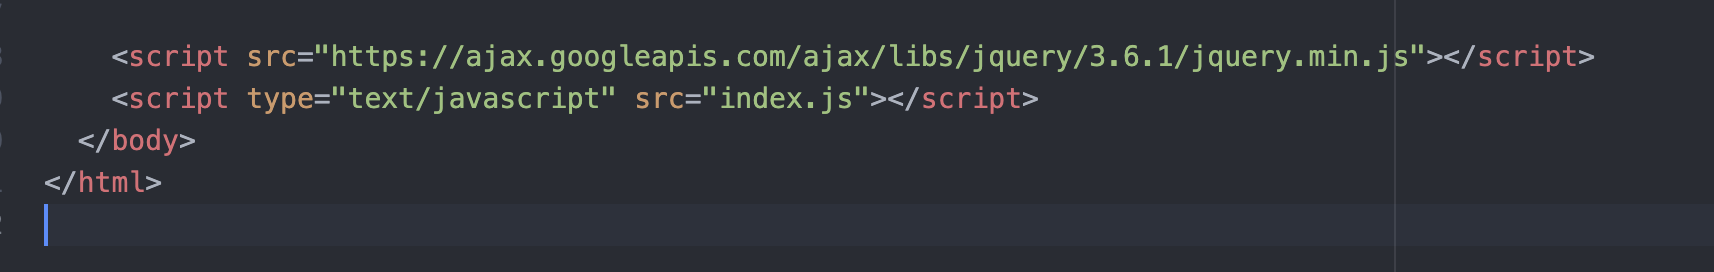 <script src="https://ajax.googleapis.com/ajax/libs/jquery/3.6.1/jquery.min.js"></script>
<script type="text/javascript" src="index.js"></script>
</body>
</html>